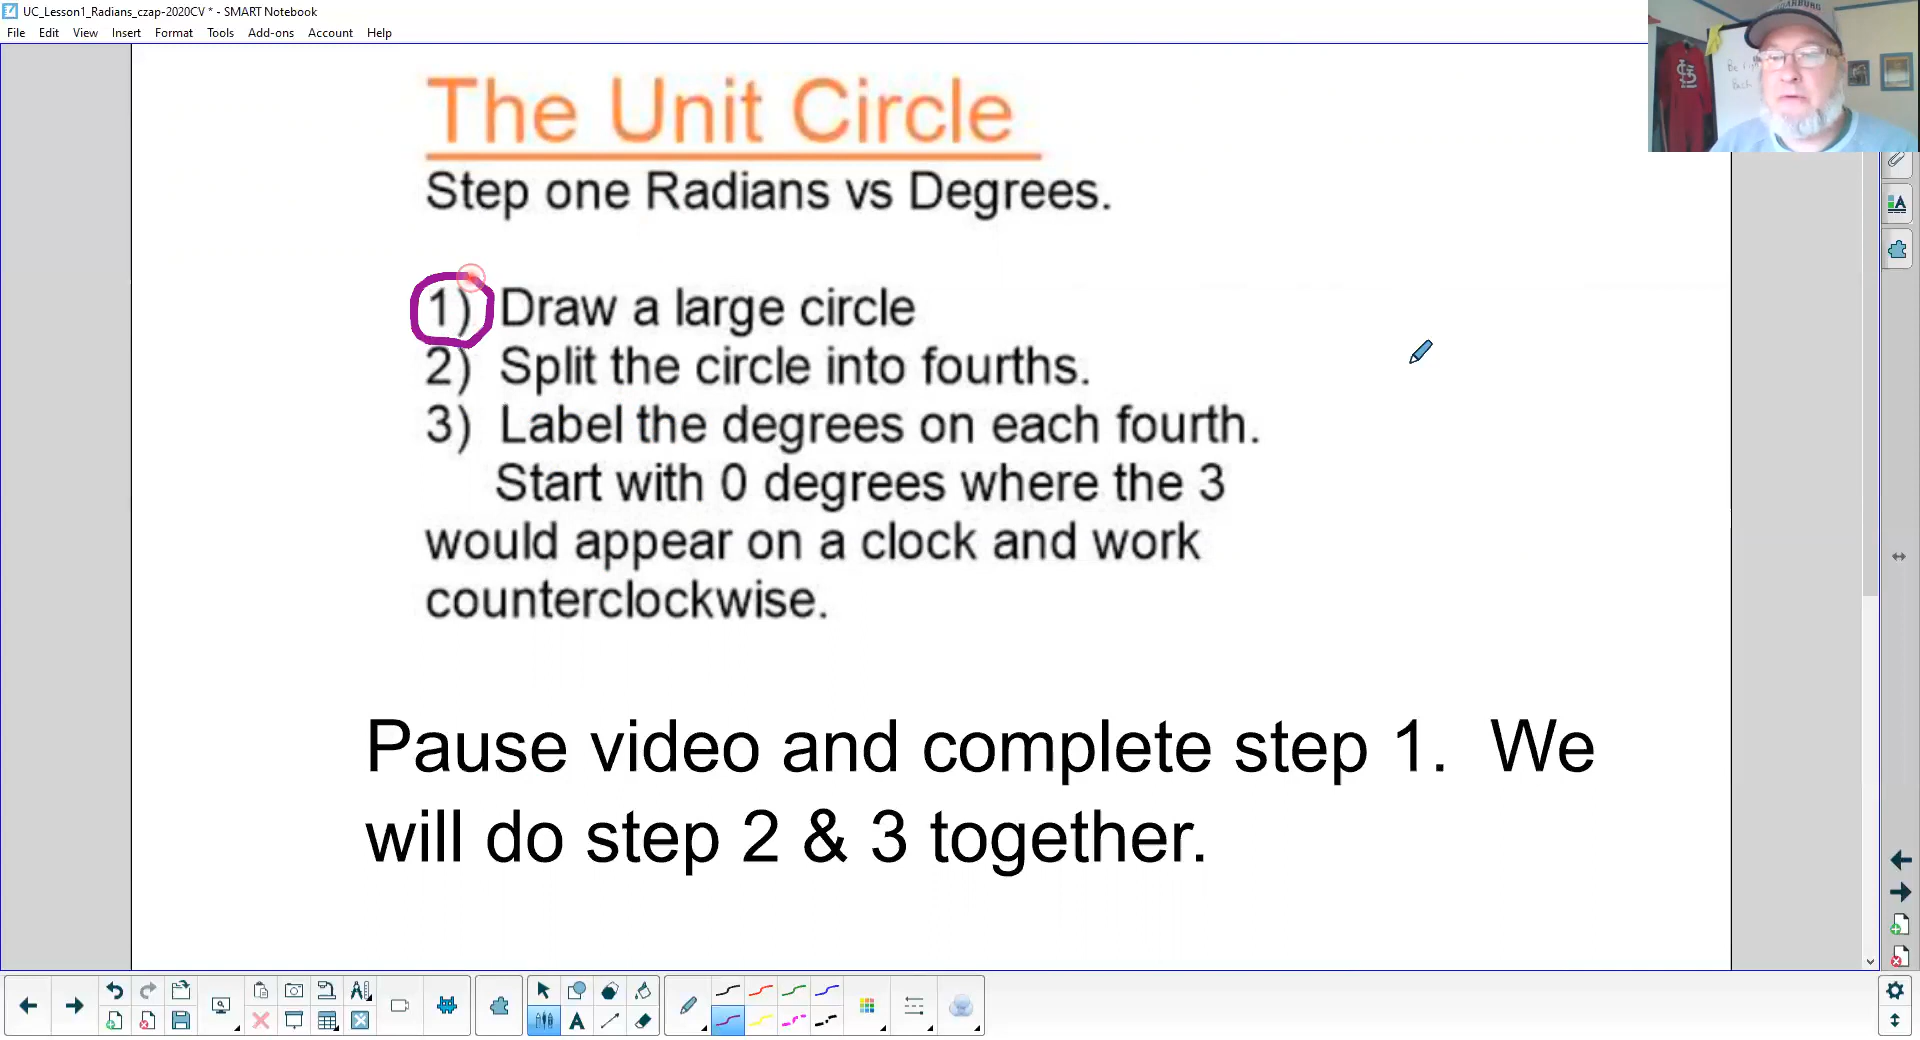 UC_Lesson1_Radians_czap-2020CV * - SMART Notebook
File Edit View Insert Format Tools Add-ons Account Help
The Unit Circle
Step one Radians vs Degrees.
1) Draw a large circle
2) Split the circle into fourths.
3) Label the degrees on each fourth.
Start with 0 degrees where the 3
would appear on a clock and work
counterclockwise.
Pause video and complete step 1. We
will do step 2 & 3 together.